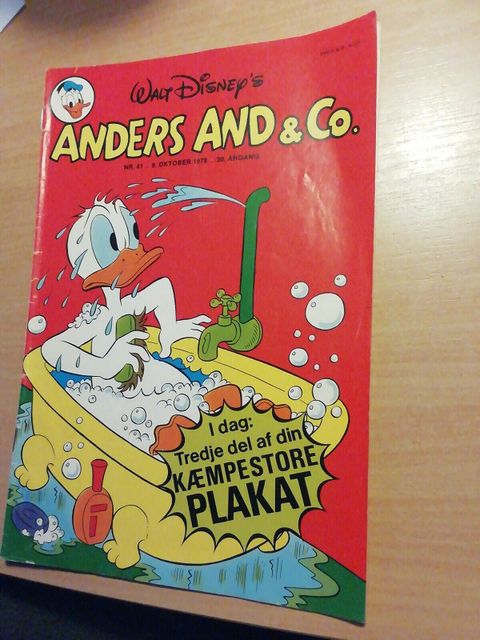 WALT DISNEY'S
ANDERS AND & Co.
NR. 41 . 9. OKTOBER 1978 . 30. ÅRGANG
I dag:
Tredje del af din
KÆMPESTORE
PLAKAT